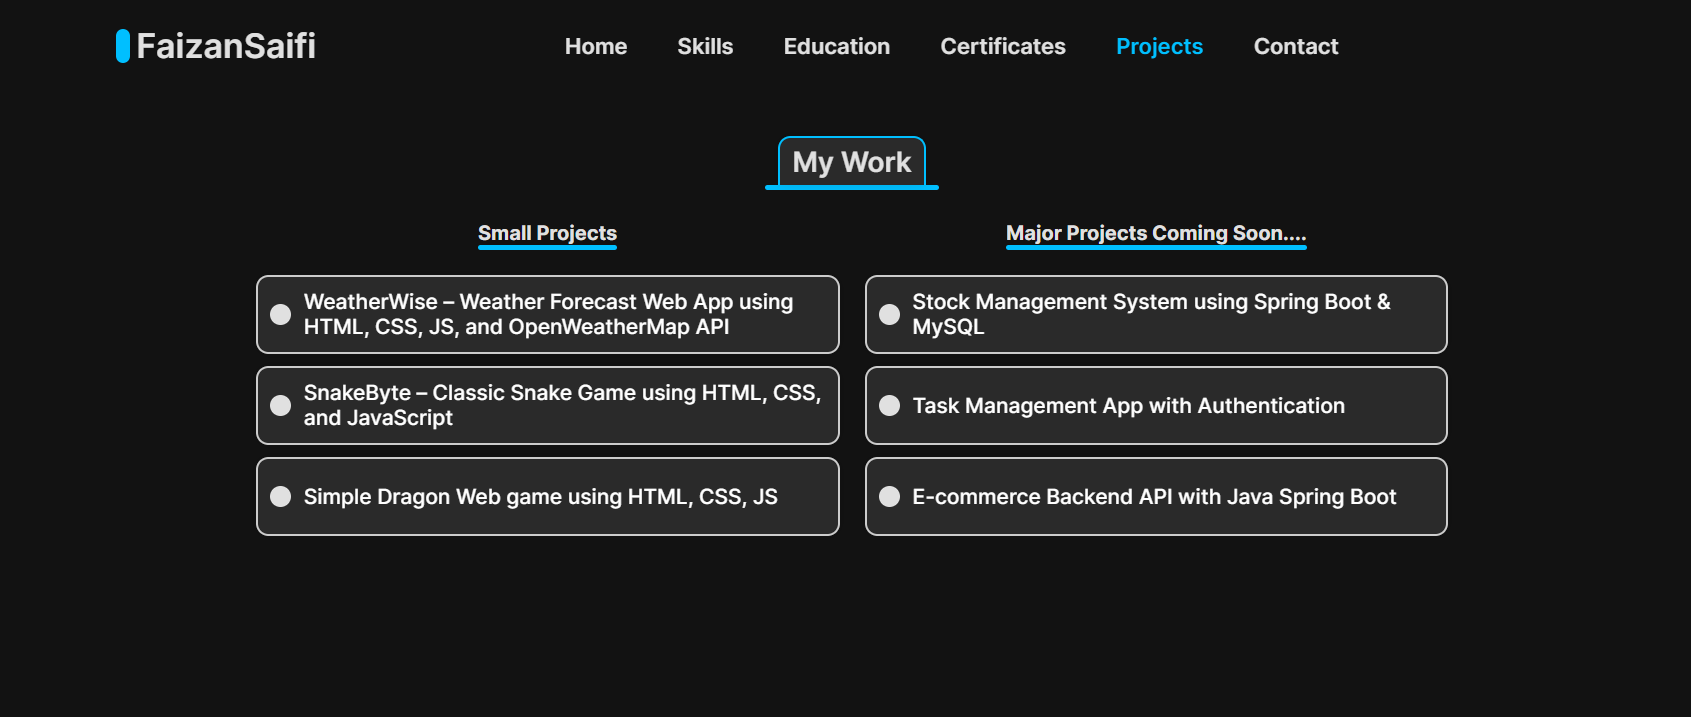 FaizanSaifi
Home Skills Education Certificates Projects Contact
My Work
Small Projects
WeatherWise – Weather Forecast Web App using
HTML, CSS, JS, and OpenWeatherMap API
SnakeByte – Classic Snake Game using HTML, CSS,
and JavaScript
Simple Dragon Web game using HTML, CSS, JS
Major Projects Coming Soon....
Stock Management System using Spring Boot &
MySQL
Task Management App with Authentication
E-commerce Backend API with Java Spring Boot